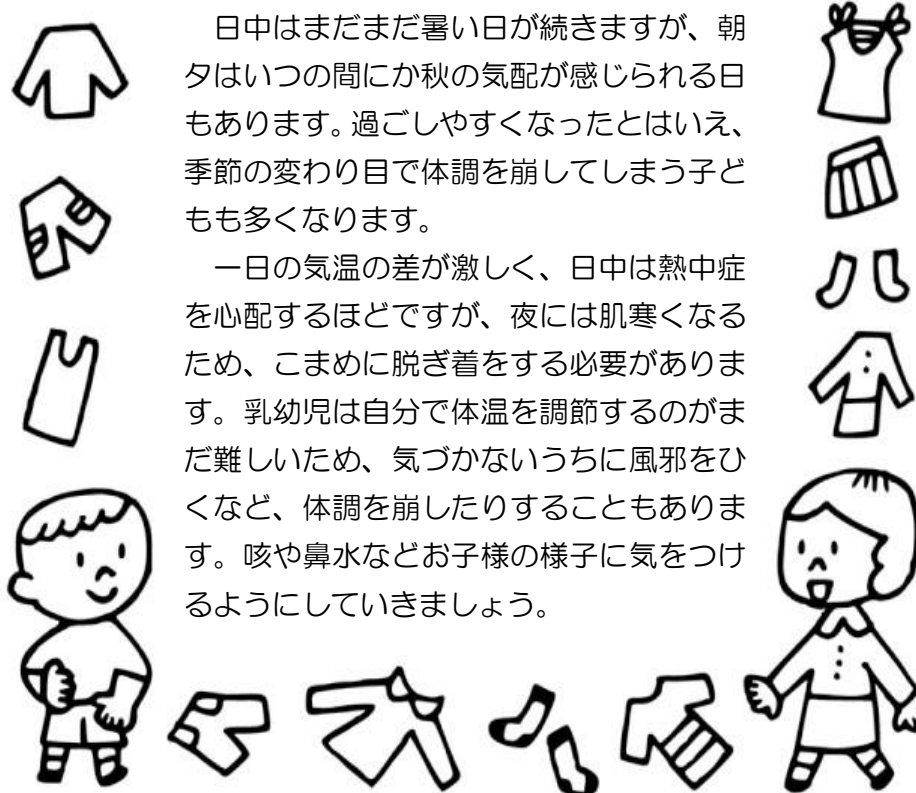 日中はまだまだ暑い日が続きますが、朝
夕はいつの間にか秋の気配が感じられる日
もあります。過ごしやすくなったとはいえ、
季節の変わり目で体調を崩してしまう子ど
もも多くなります。
　一日の気温の差が激しく、日中は熱中症
を心配するほどですが、夜には肌寒くなる
ため、こまめに脱ぎ着をする必要がありま
す。乳幼児は自分で体温を調節するのがま
だ難しいため、気づかないうちに風邪をひ
くなど、体調を崩したりすることもありま
す。咳や鼻水などお子様の様子に気をつけ
るようにしていきましょう。